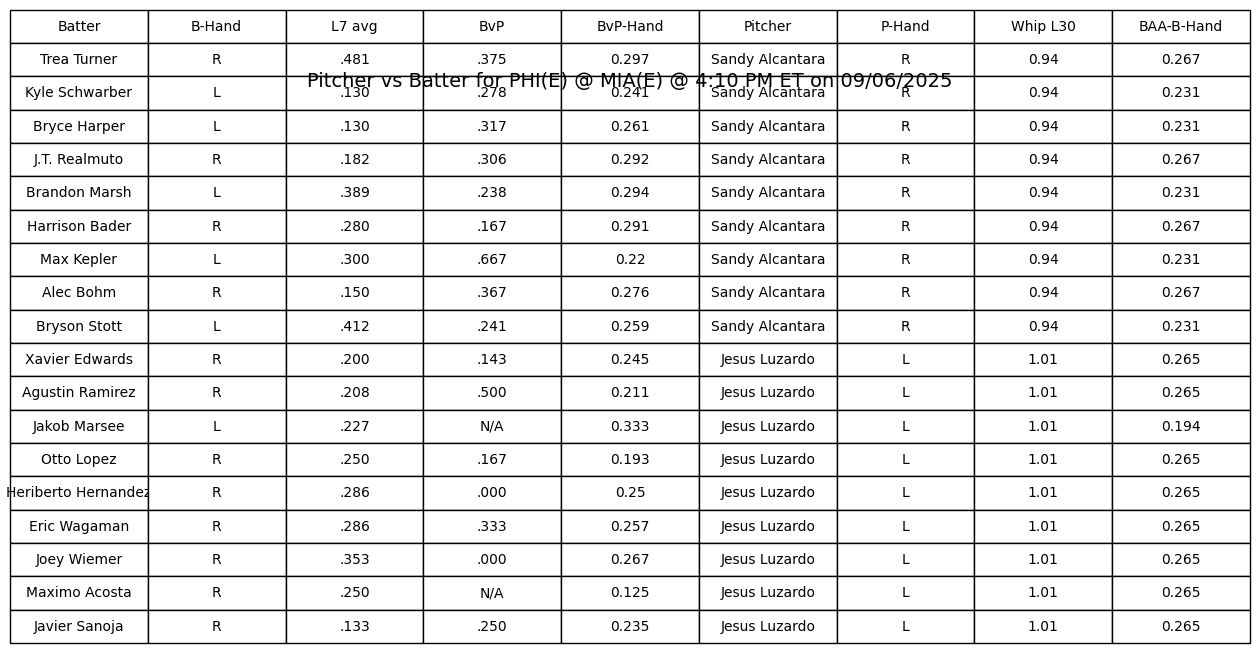 Batter B-Hand L7 avg BvP BvP-Hand Pitcher P-Hand Whip L30 BAA-B-Hand
Trea Turner R .481 .375 0.297 Sandy Alcantara R 0.94 0.267
Pitcher vs Batter for PHI(E) @ MIA(E) @ 4:10 PM ET on 09/06/2025
Kyle Schwarber L .130 .278 0.241 Sandy Alcantara R 0.94 0.231
Bryce Harper L .130 .317 0.261 Sandy Alcantara R 0.94 0.231
J.T. Realmuto R .182 .306 0.292 Sandy Alcantara R 0.94 0.267
Brandon Marsh L .389 .238 0.294 Sandy Alcantara R 0.94 0.231
Harrison Bader R .280 .167 0.291 Sandy Alcantara R 0.94 0.267
Max Kepler L .300 .667 0.22 Sandy Alcantara R 0.94 0.231
Alec Bohm R .150 .367 0.276 Sandy Alcantara R 0.94 0.267
Bryson Stott L .412 .241 0.259 Sandy Alcantara R 0.94 0.231
Xavier Edwards R .200 .143 0.245 Jesus Luzardo L 1.01 0.265
Agustin Ramirez R .208 .500 0.211 Jesus Luzardo L 1.01 0.265
Jakob Marsee L .227 N/A 0.333 Jesus Luzardo L 1.01 0.194
Otto Lopez R .250 .167 0.193 Jesus Luzardo L 1.01 0.265
Heriberto Hernandez R .286 .000 0.25 Jesus Luzardo L 1.01 0.265
Eric Wagaman R .286 .333 0.257 Jesus Luzardo L 1.01 0.265
Joey Wiemer R .353 .000 0.267 Jesus Luzardo L 1.01 0.265
Maximo Acosta R .250 N/A 0.125 Jesus Luzardo L 1.01 0.265
Javier Sanoja R .133 .250 0.235 Jesus Luzardo L 1.01 0.265